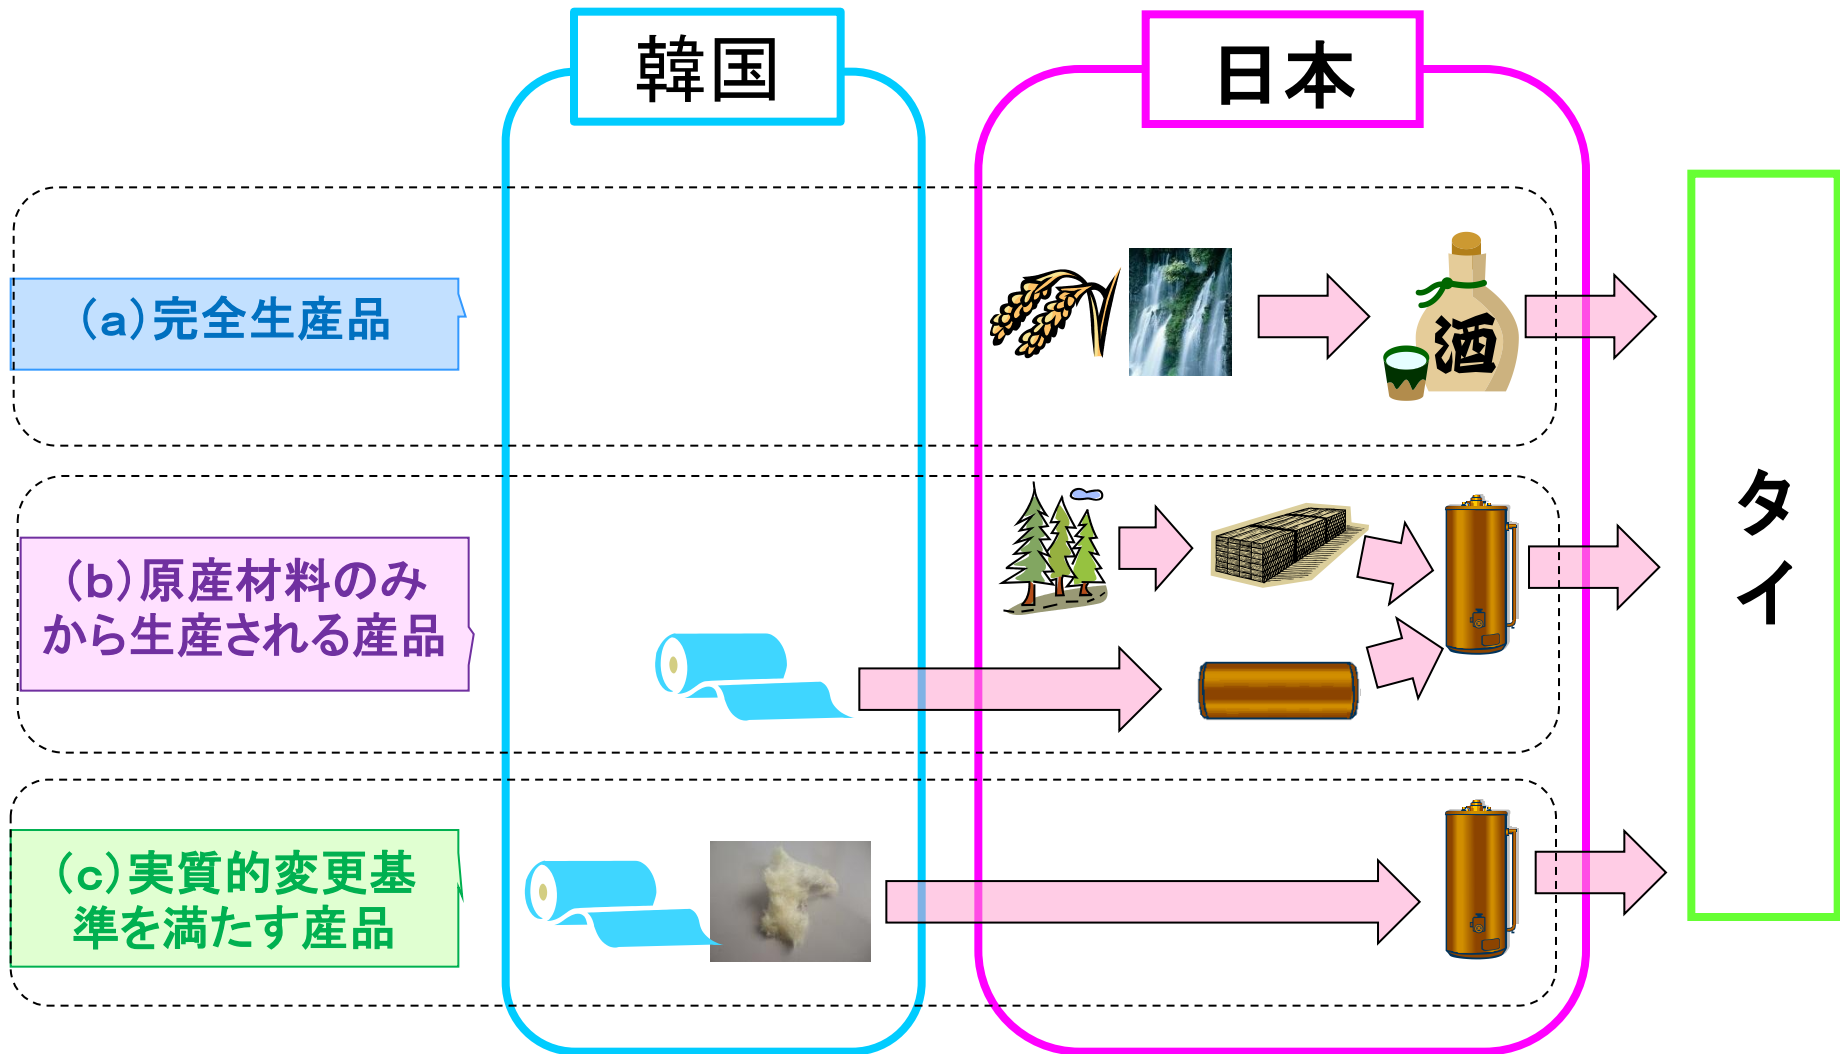 韓国
日本
(a)完全生産品
酒
(b)原産材料のみ
から生産される産品
(c)実質的変更基
準を満たす産品
タイ